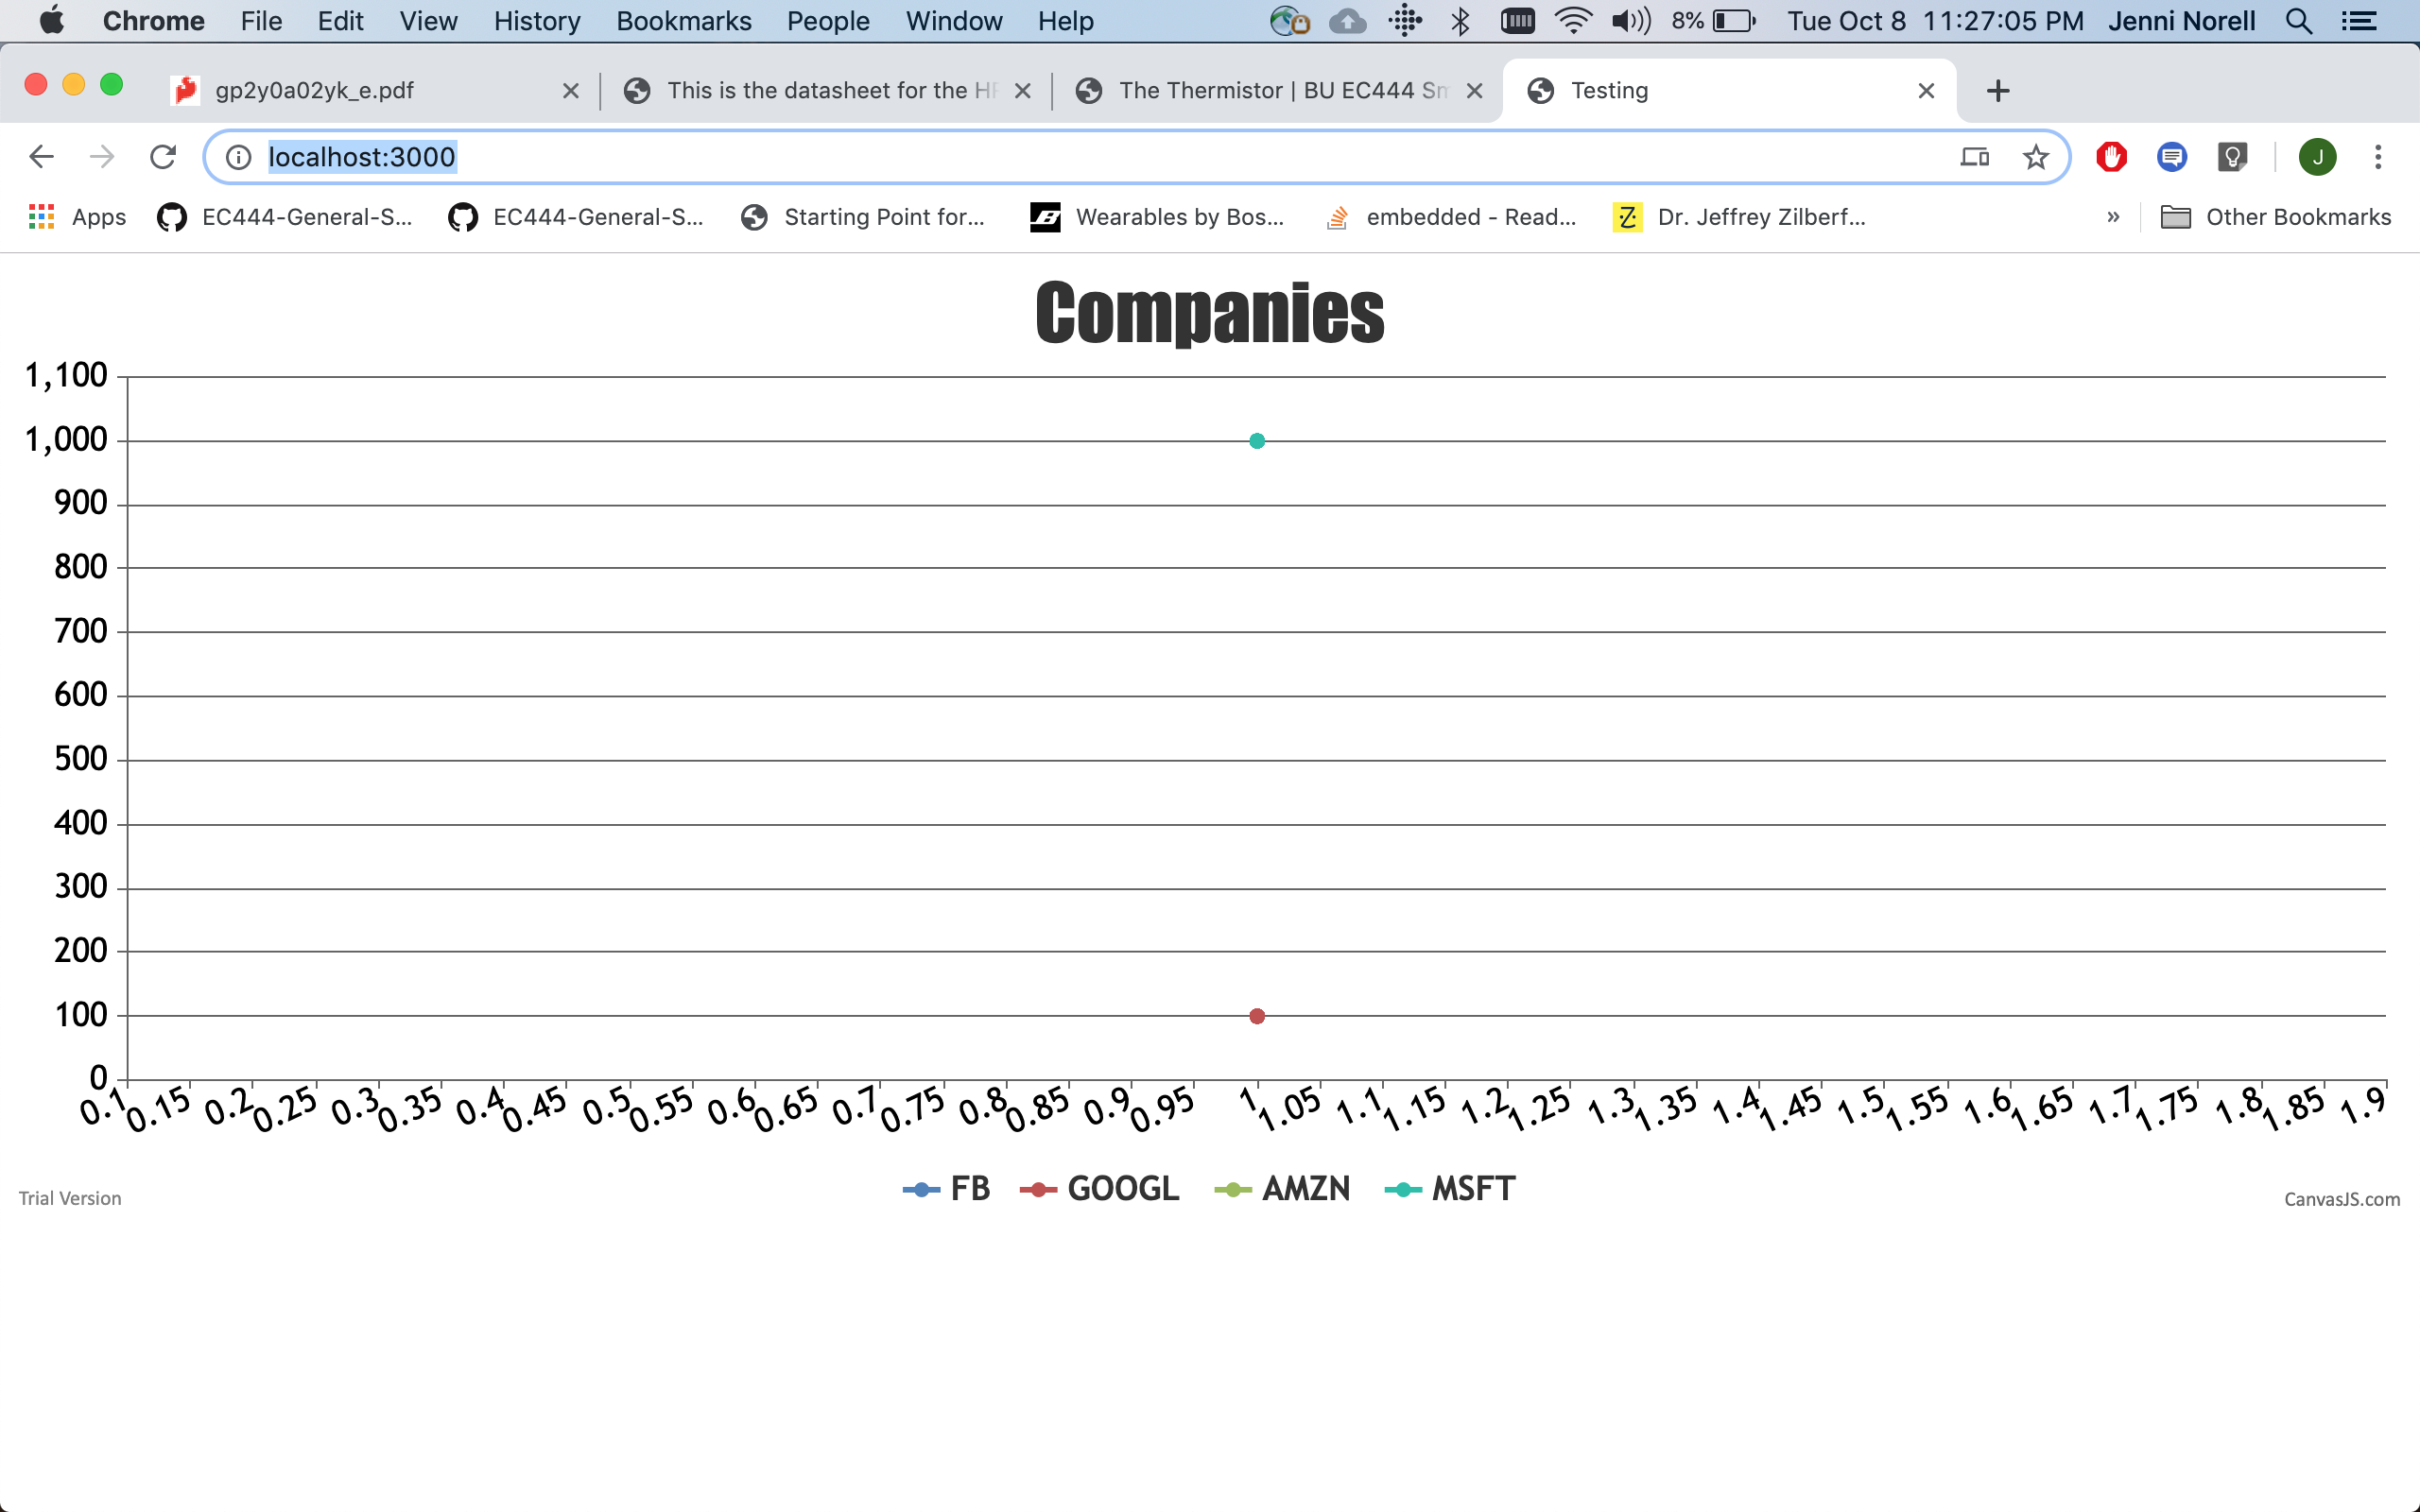 Chrome File Edit View History Bookmarks People Window Help 8% Tue Oct 8 11:27:05 PM Jenni Norell
gp2y0a02yk_e.pdf This is the datasheet for the The Thermistor | BU EC444 Testing
localhost:3000 J
Apps EC444-General-S... EC444-General-S... Starting Point for... Wearables by Bos... embedded - Read... Dr. Jeffrey Zilberf... » Other Bookmarks
Companies
1,100
1,000
900
800
700
600
500
400
300
200
100
0
0.1 0.15 0.2 0.25 0.3 0.35 0.4 0.45 0.5 0.55 0.6 0.65 0.7 0.75 0.8 0.85 0.9 0.95 1 1.05 1.1 1.15 1.2 1.25 1.3 1.35 1.4 1.45 1.5 1.55 1.6 1.65 1.7 1.75 1.8 1.85 1.9
FB GOOGL AMZN MSFT
Trial Version CanvasJS.com